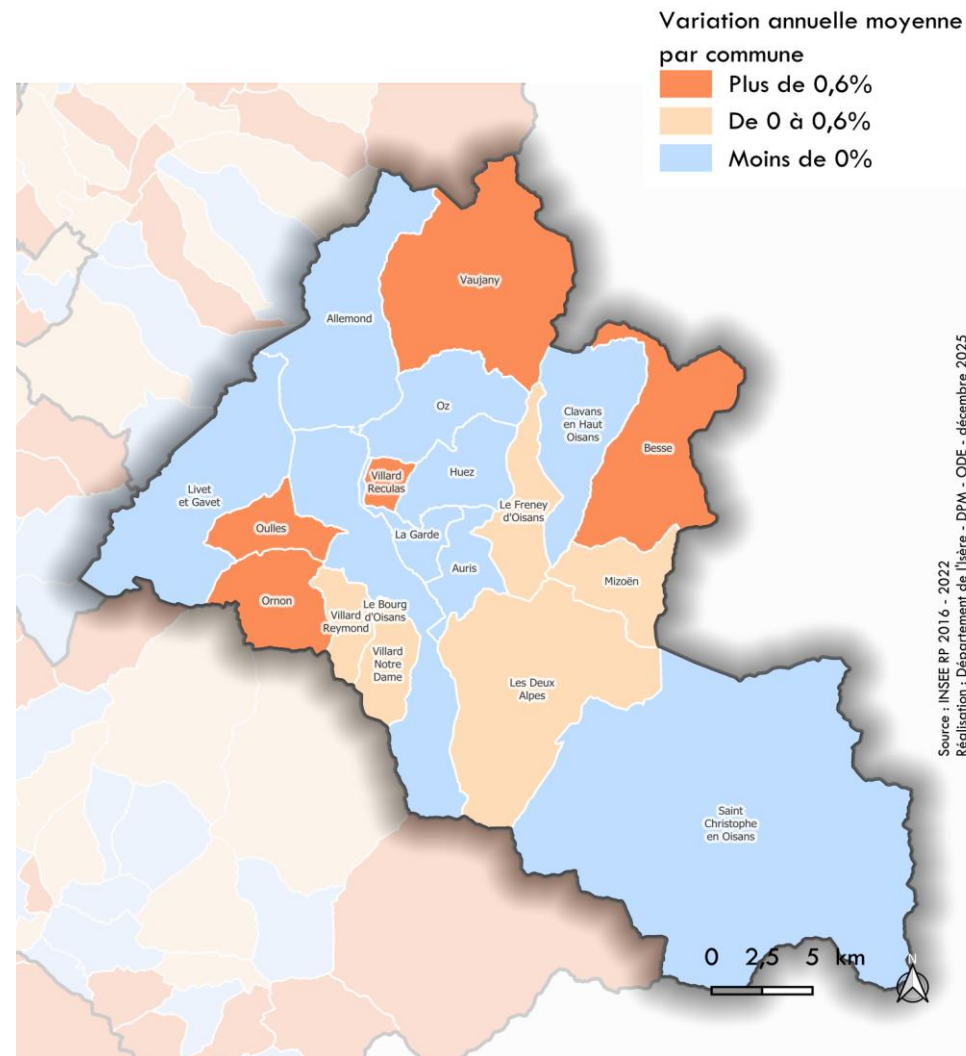 Variation annuelle moyenne
par commune
Plus de 0,6%
De 0 à 0,6%
Moins de 0%
Vaujany
Allemond
Oz
Clavans
en Haut
Oisans
Besse
Villard
Reculas
Huez
Livet
et Gavet
Le Freney
d'Oisans
Oulles
La Garde
Auris
Mizoën
Ornon
Villard
Reymond
Le Bourg
d'Oisans
Villard
Notre
Dame
Les Deux
Alpes
Saint
Christophe
en Oisans
0 2,5 5 km
N
Source : INSEE RP 2016 - 2022
Réalisation : Département de l'Isère - DPM - ODE - décembre 2025